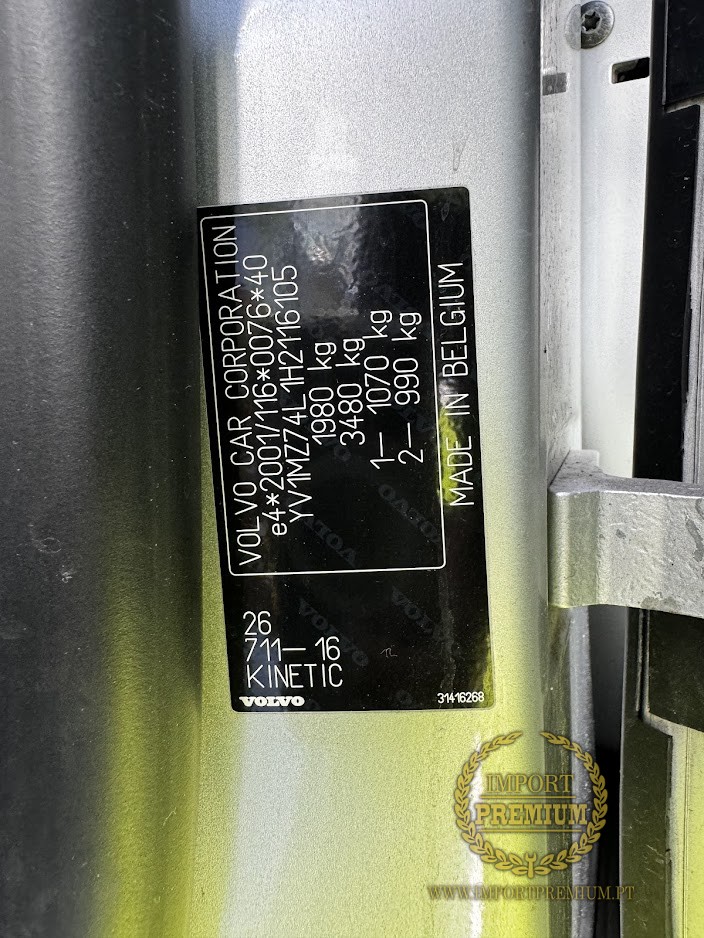 VOLVO CAR CORPORATION
e4*2001/116*0076*40
YV1MZ74L1H2116105
1980 kg
3480 kg
1– 1070 kg
2– 990 kg
MADE IN BELGIUM
26
711–16
KINETIC
VOLVO
31416268
IMPORT
PREMIUM
WWW.IMPORTPREMIUM.PT